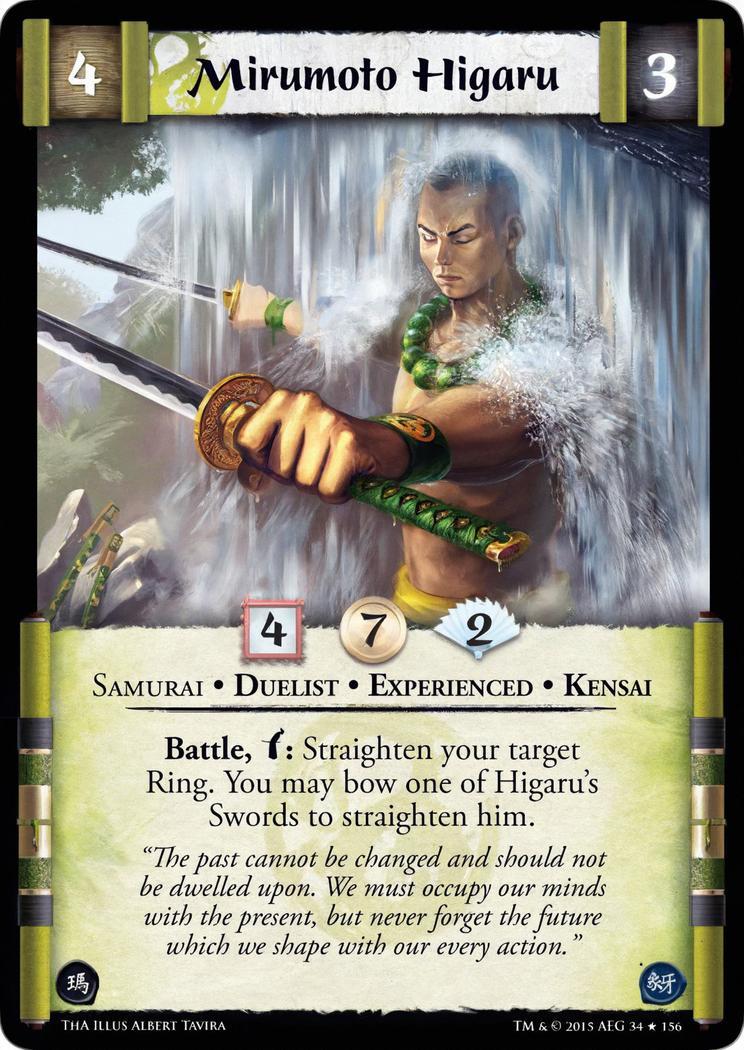 4
Mirumoto Higaru
3
4
7
2
Samurai • Duelist • Experienced • Kensai
Battle, : Straighten your target
Ring. You may bow one of Higaru's
Swords to straighten him.
“The past cannot be changed and should not
be dwelled upon. We must occupy our minds
with the present, but never forget the future
which we shape with our every action.”
瑪
ThA Illus Albert Tavira
TM & © 2015 AEG 34 ★ 156